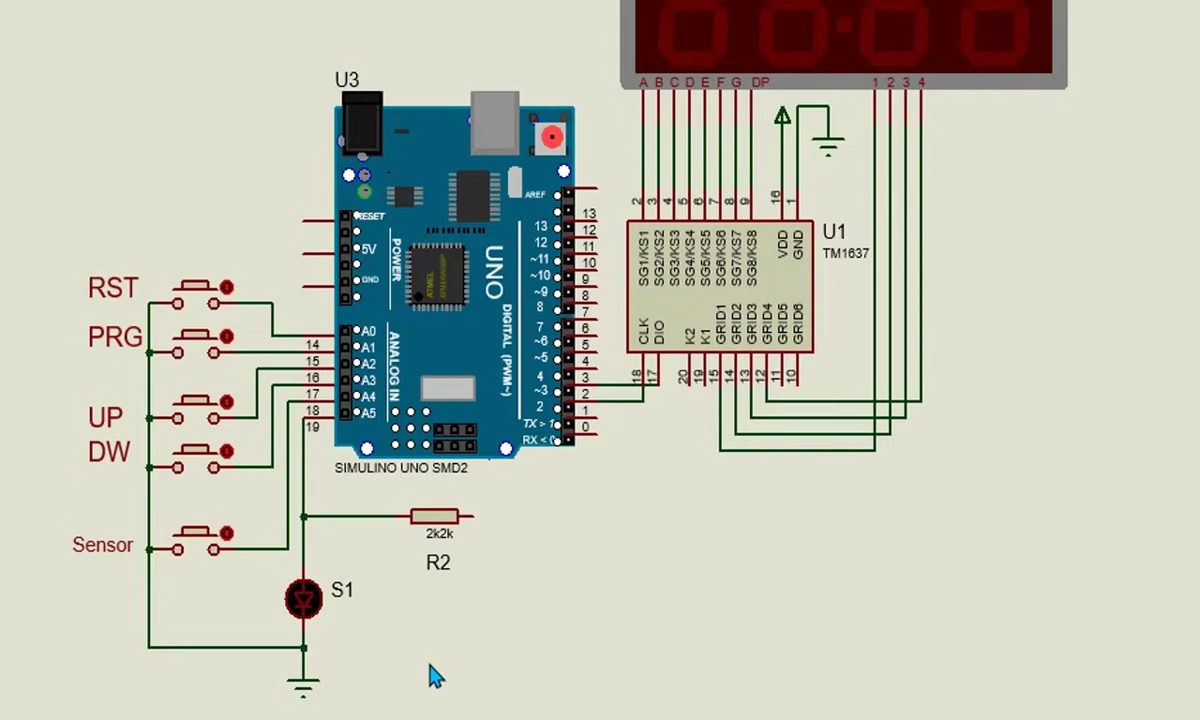 A B C D E F G DP 1 2 3 4
U3
RESET
5V
POWER
GND
AREF
13
12
~11
~10
~9
8
7
~6
~5
4
~3
2
TX > 1
RX < 0
UNO
DIGITAL (PWM~)
ANALOG IN
A0
A1
A2
A3
A4
A5
ATMEL
14
15
16
17
18
19
13
12
11
10
9
8
7
6
5
4
3
2
1
0
SIMULINO UNO SMD2
RST
PRG
UP
DW
Sensor
2 3 4 5 6 7 8 9 16 1
SG1/KS1
SG2/KS2
SG3/KS3
SG4/KS4
SG5/KS5
SG6/KS6
SG7/KS7
SG8/KS8
VDD
GND
CLK
DIO
K2
K1
GRID1
GRID2
GRID3
GRID4
GRID5
GRID6
18 17 20 19 15 14 13 12 11 10
U1
TM1637
2k2k
R2
S1